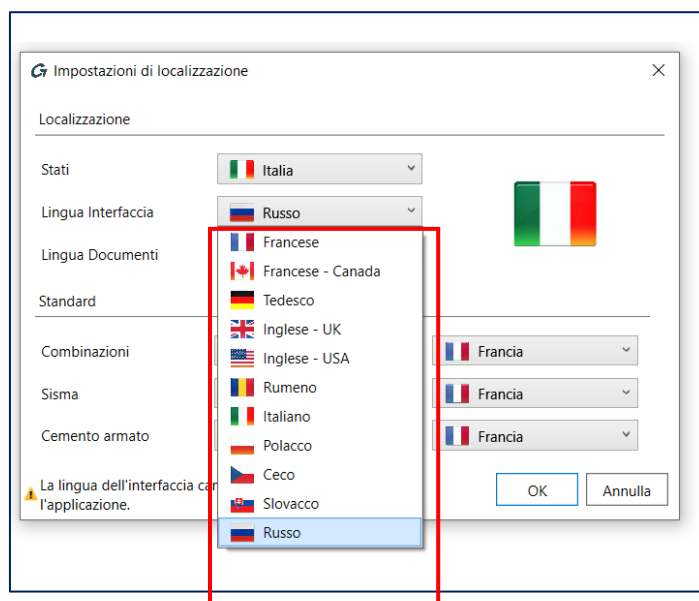 Impostazioni di localizzazione
Localizzazione
Stati
Italia
Lingua Interfaccia
Russo
Lingua Documenti
Francese
Francese - Canada
Tedesco
Inglese - UK
Inglese - USA
Rumeno
Italiano
Polacco
Ceco
Slovacco
Russo
Standard
Combinazioni
Francia
Sisma
Francia
Cemento armato
Francia
La lingua dell'interfaccia
l'applicazione.
OK
Annulla